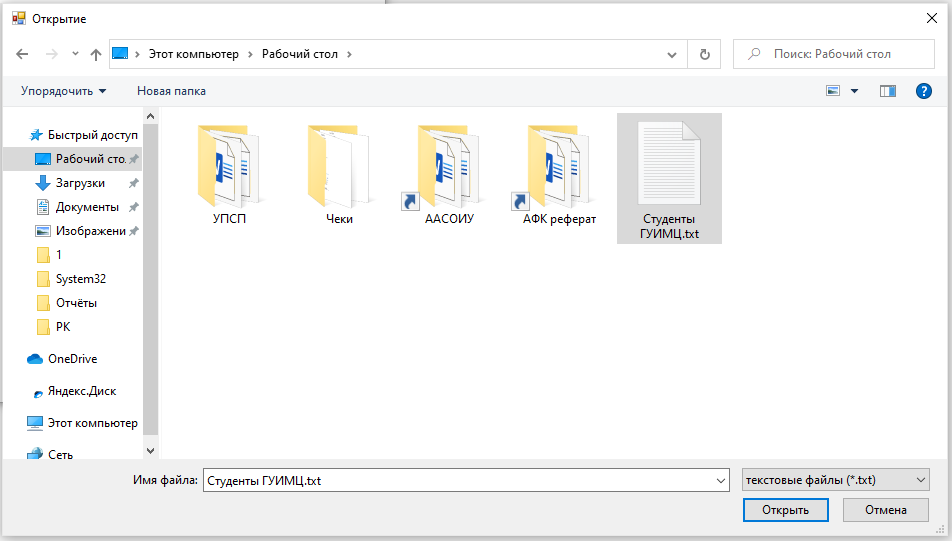 Открытие
Этот компьютер
Рабочий стол
Поиск: Рабочий стол
Упорядочить
Новая папка
?
Быстрый доступ
Рабочий сто
Загрузки
Документы
Изображени
1
System32
Отчёты
РК
OneDrive
Яндекс.Диск
Этот компьютер
Сеть
УПСП
Чеки
ААСОИУ
АФК реферат
Студенты
ГУИМЦ.txt
Имя файла:
Студенты ГУИМЦ.txt
текстовые файлы (*.txt)
Открыть
Отмена